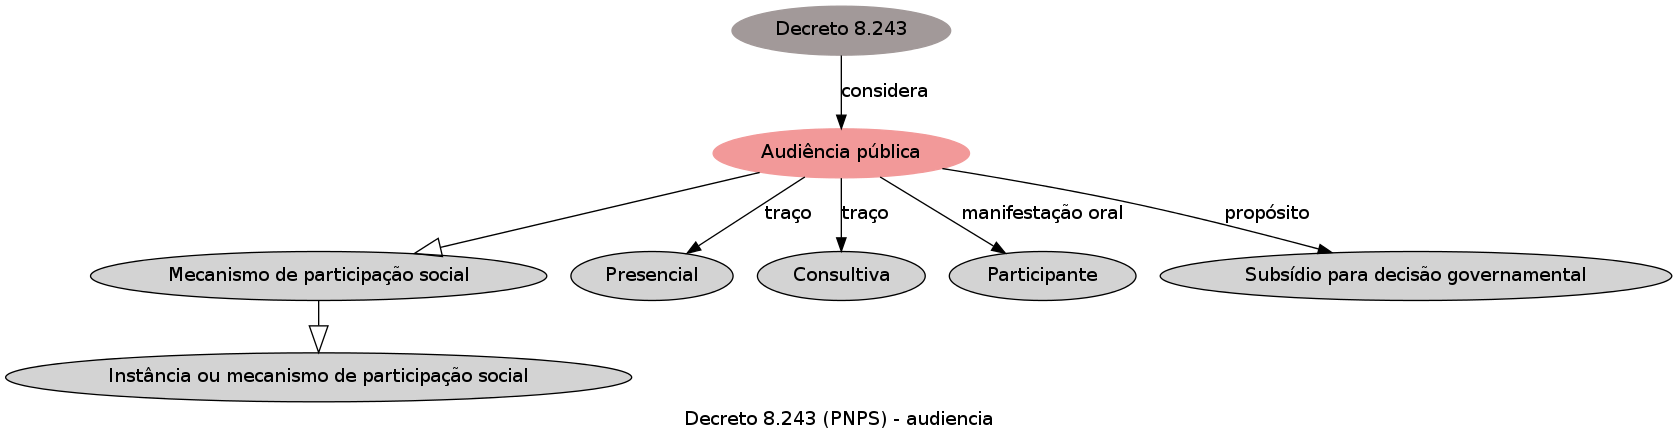 Decreto 8.243
considera
Audiência pública
traço
traço
manifestação oral
propósito
Mecanismo de participação social
Presencial
Consultiva
Participante
Subsídio para decisão governamental
Instância ou mecanismo de participação social
Decreto 8.243 (PNPS) - audiencia